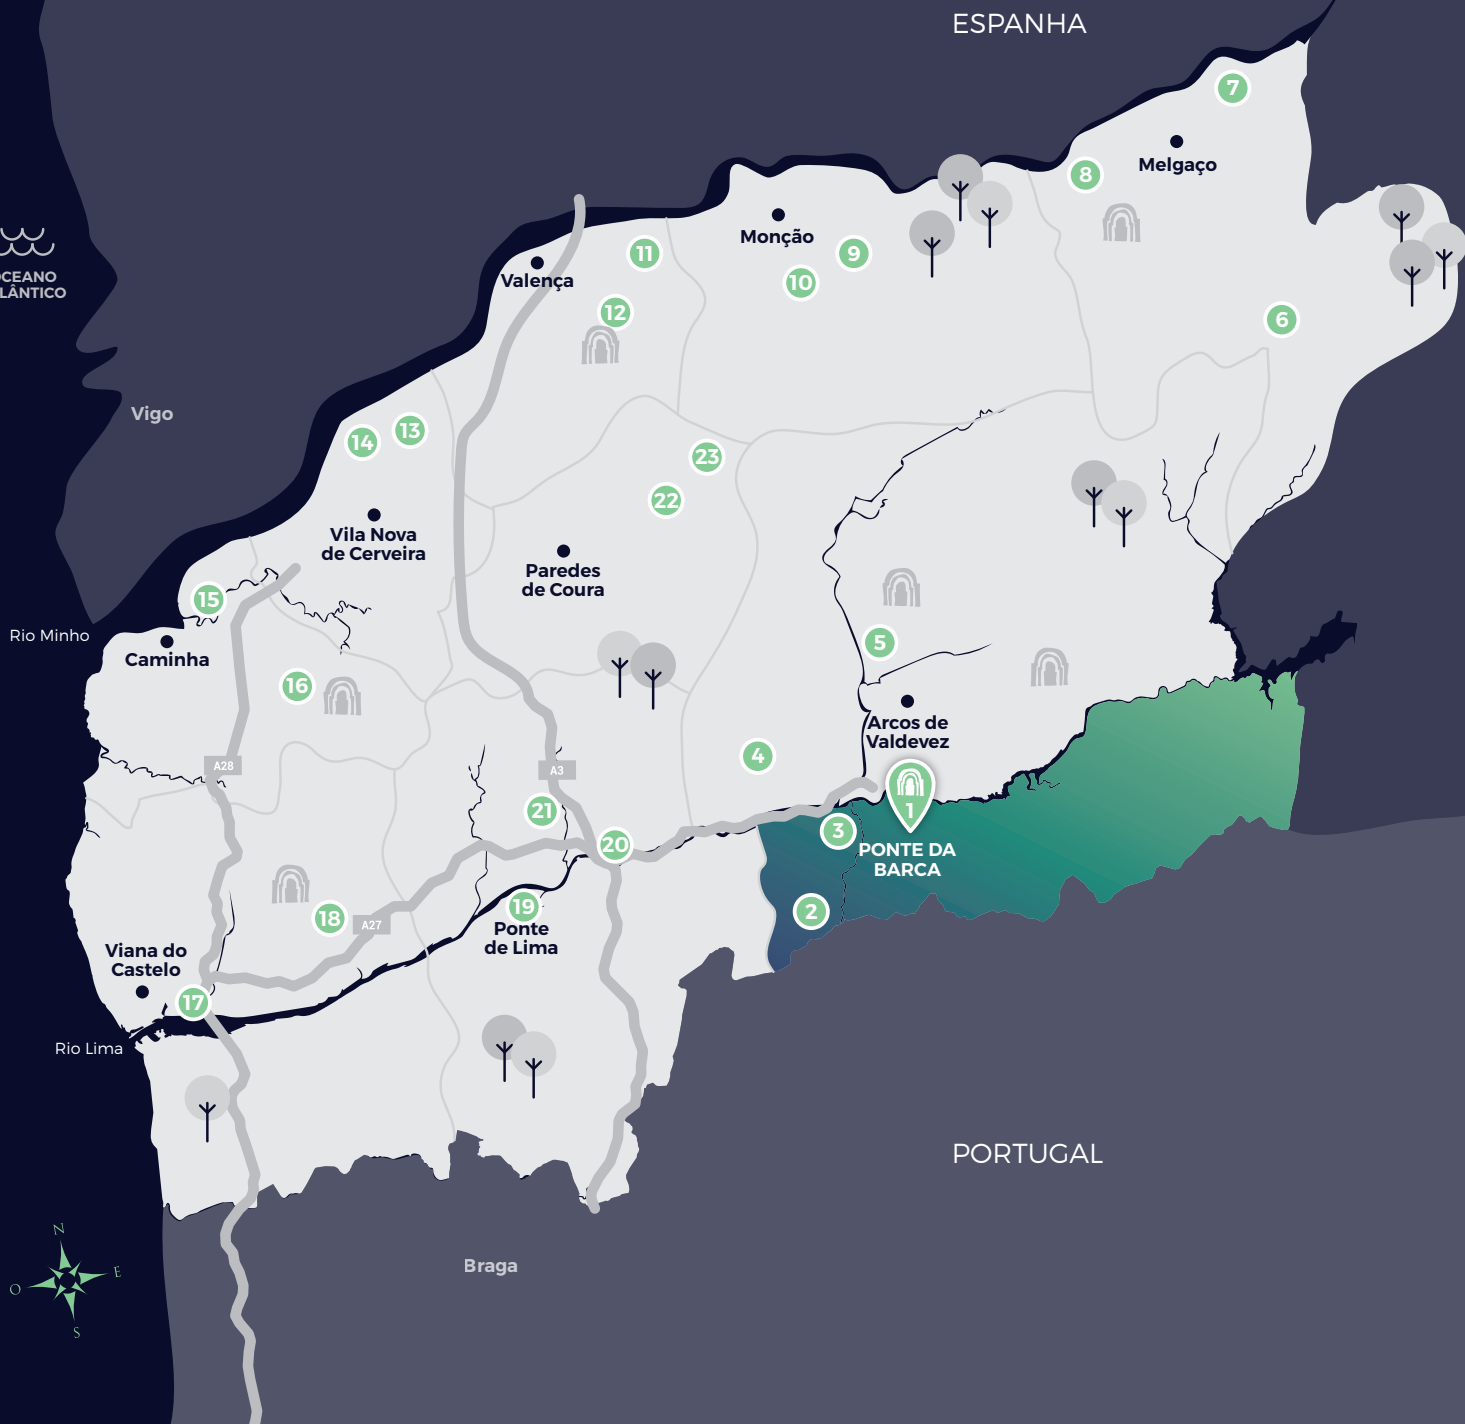 ESPANHA
7
Melgaço
8
Monção
9
10
11
Valença
12
6
CEANO
LÂNTICO
Vigo
14
13
23
22
Vila Nova
de Cerveira
Paredes
de Coura
15
Rio Minho
Caminha
16
5
Arcos de
Valdevez
4
A28
A3
21
20
3
1
PONTE DA
BARCA
2
18
A27
19
Ponte
de Lima
Viana do
Castelo
17
Rio Lima
PORTUGAL
Braga
N
E
O
S